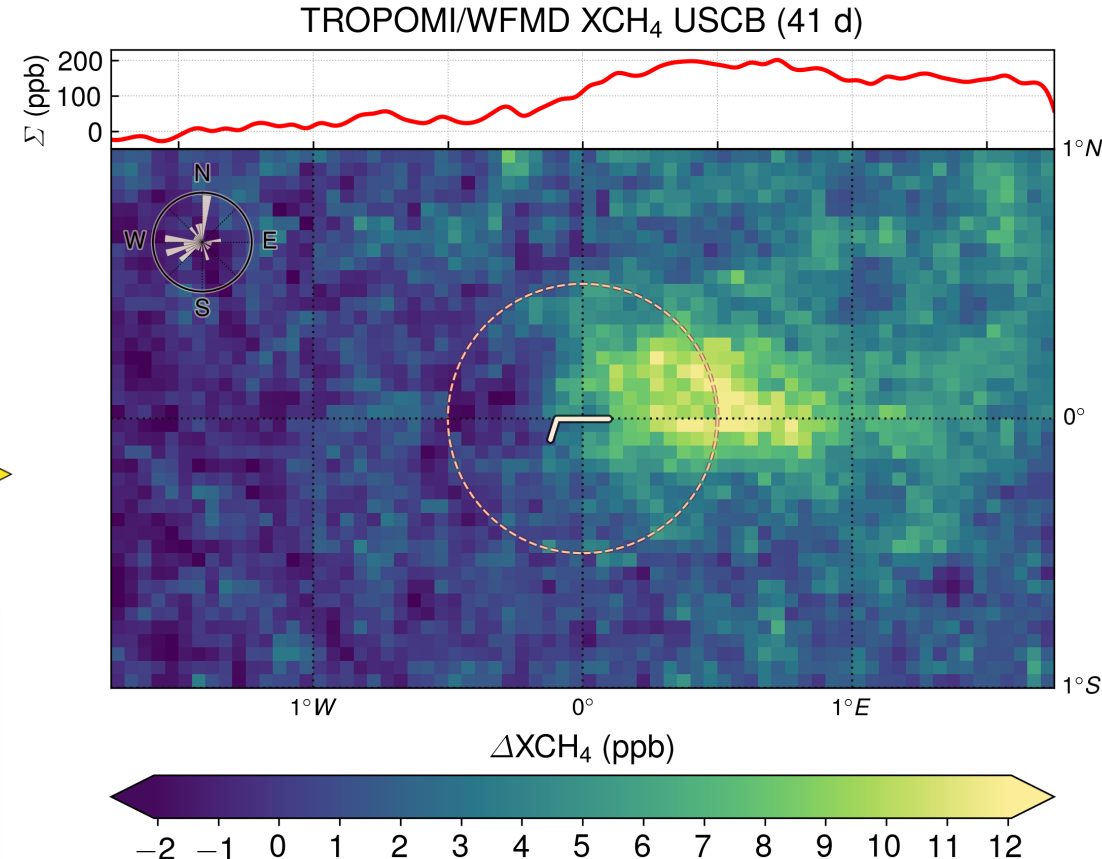 TROPOMI/WFMD XCH₄ USCB (41 d)
Σ (ppb)
200
100
0
1°N
N
W E
S
0°
1°S
1°W 0° 1°E
ΔXCH₄ (ppb)
−2 −1 0 1 2 3 4 5 6 7 8 9 10 11 12